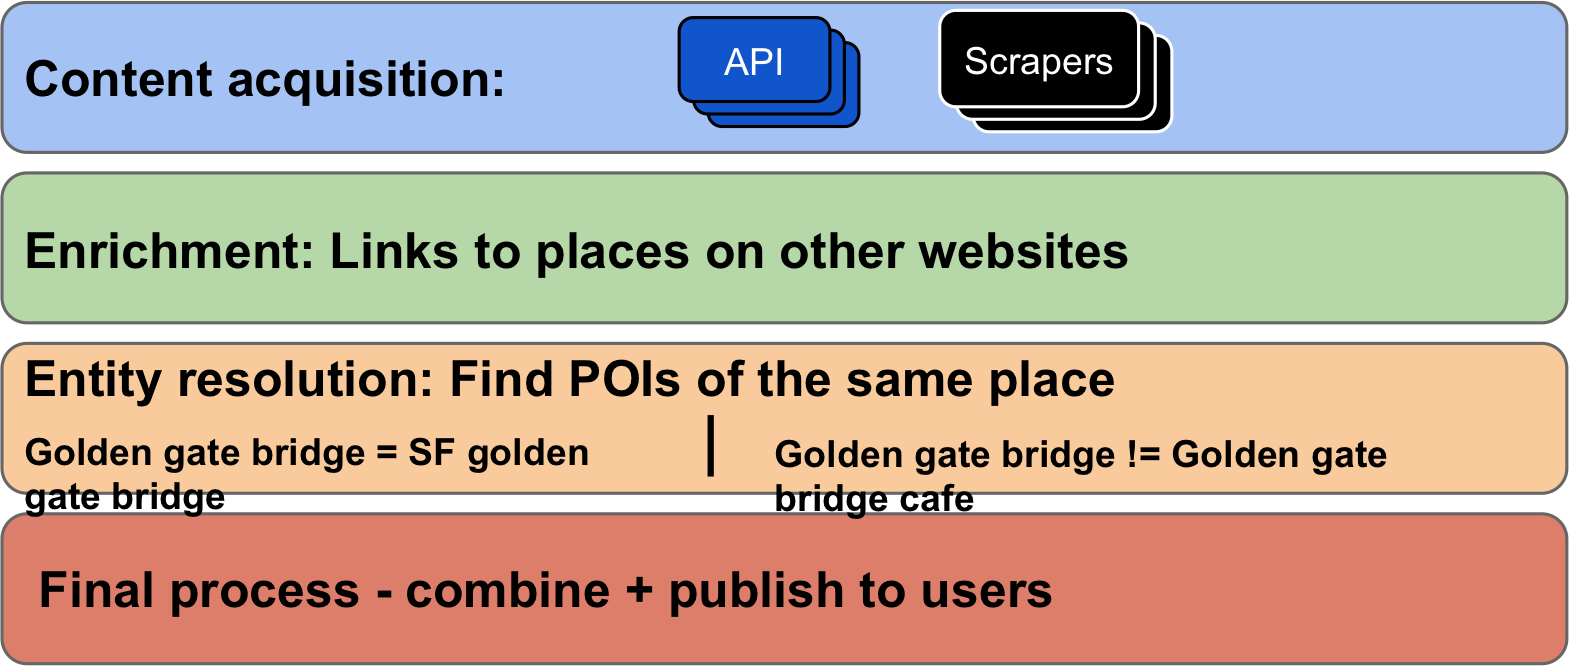 Content acquisition:
API
Scrapers
Enrichment: Links to places on other websites
Entity resolution: Find POIs of the same place
Golden gate bridge = SF golden
gate bridge
Golden gate bridge != Golden gate
bridge cafe
Final process - combine + publish to users